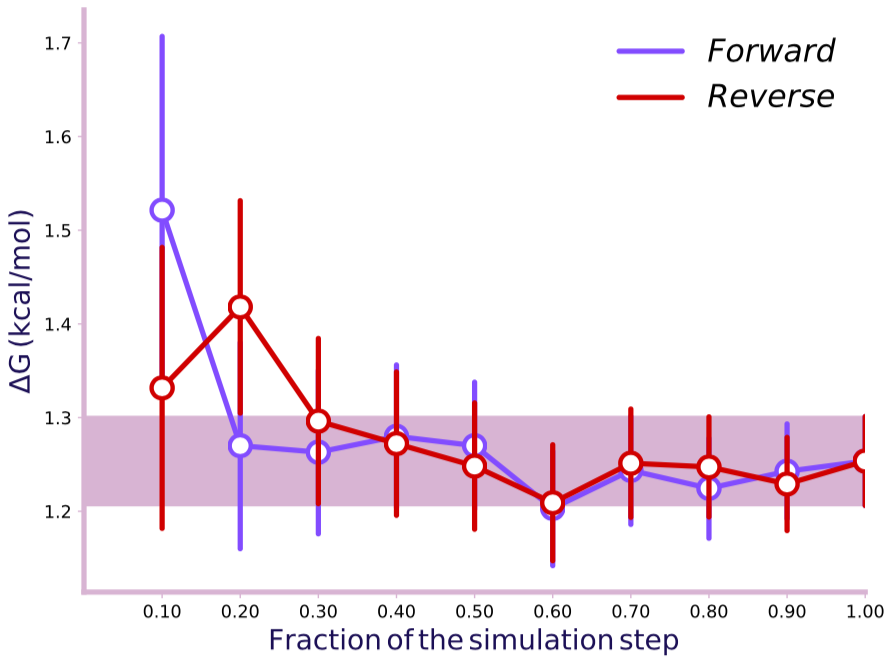 Forward
Reverse
1.7
1.6
1.5
1.4
1.3
1.2
ΔG (kcal/mol)
0.10 0.20 0.30 0.40 0.50 0.60 0.70 0.80 0.90 1.00
Fraction of the simulation step